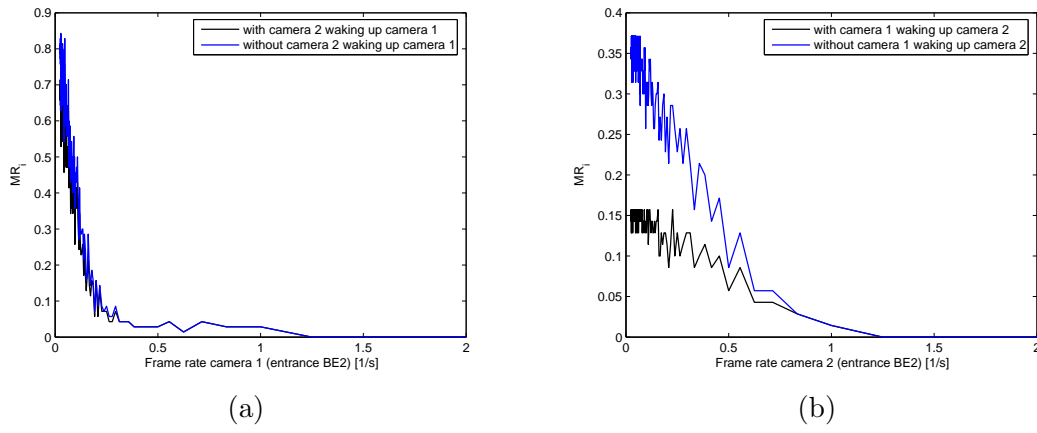 0.9
0.8
0.7
0.6
0.5
0.4
0.3
0.2
0.1
0
MR_i
with camera 2 waking up camera 1
without camera 2 waking up camera 1
0 0.5 1 1.5 2
Frame rate camera 1 (entrance BE2) [1/s]
(a)
0.4
0.35
0.3
0.25
0.2
0.15
0.1
0.05
0
MR_i
with camera 1 waking up camera 2
without camera 1 waking up camera 2
0 0.5 1 1.5 2
Frame rate camera 2 (entrance BE2) [1/s]
(b)